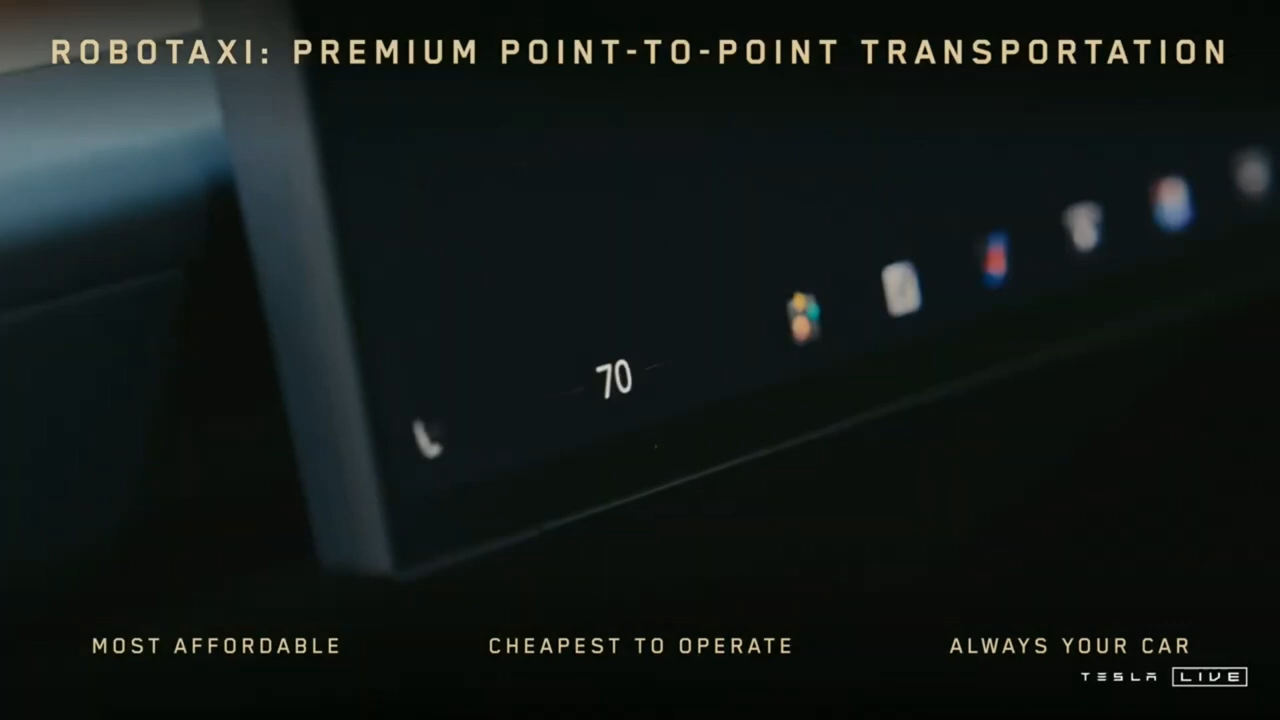 ROBOTAXI: PREMIUM POINT-TO-POINT TRANSPORTATION
70
MOST AFFORDABLE
CHEAPEST TO OPERATE
ALWAYS YOUR CAR
TESLA LIVE